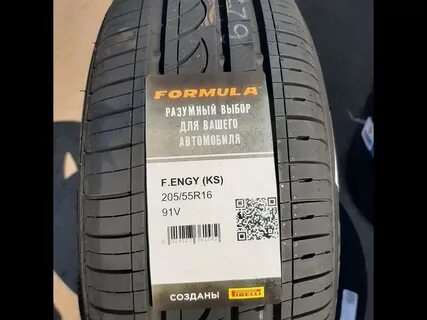 FORMULA
РАЗУМНЫЙ ВЫБОР
ДЛЯ ВАШЕГО
АВТОМОБИЛЯ
F.ENGY (KS)
205/55R16
91V
СОЗДАНЫ PIRELLI